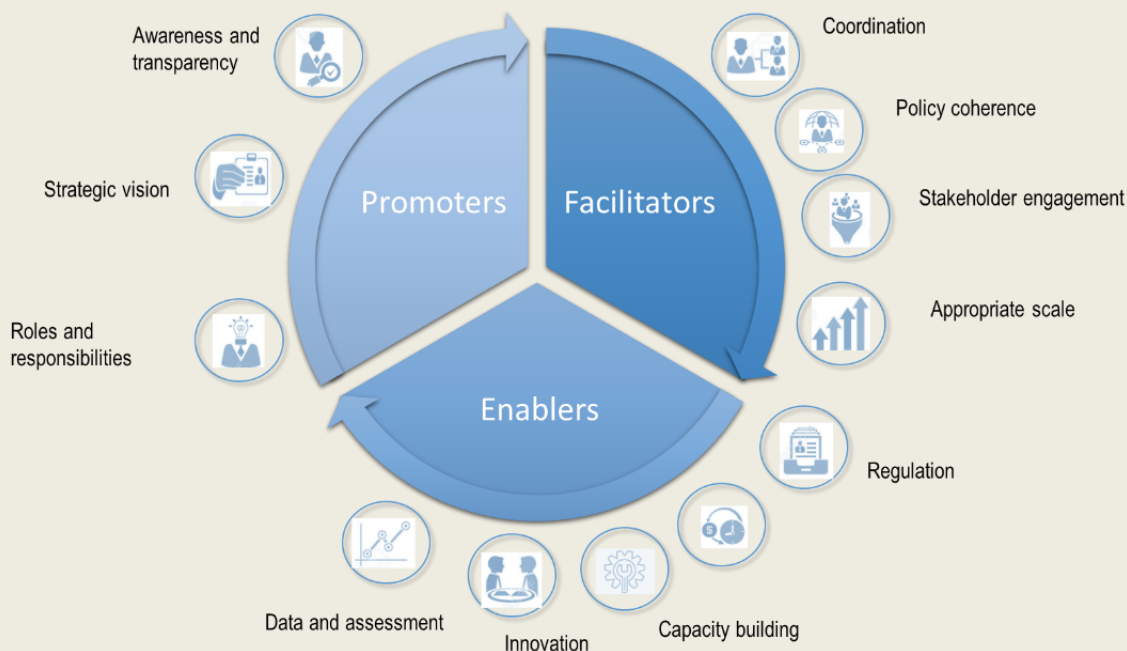 Awareness and
transparency
Strategic vision
Roles and
responsibilities
Promoters
Facilitators
Enablers
Coordination
Policy coherence
Stakeholder engagement
Appropriate scale
Regulation
Capacity building
Innovation
Data and assessment